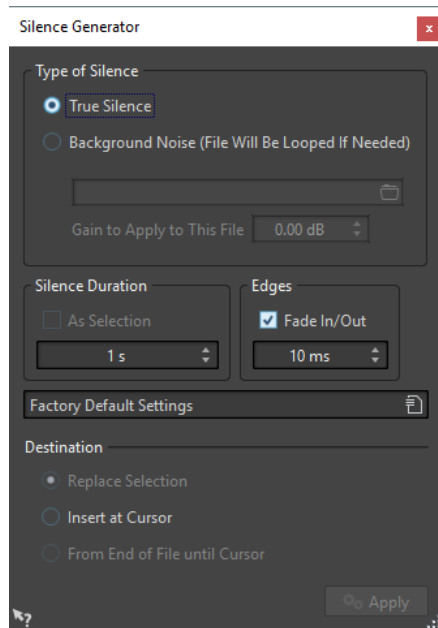 Silence Generator
x
Type of Silence
True Silence
Background Noise (File Will Be Looped If Needed)
Gain to Apply to This File 0.00 dB
Silence Duration
As Selection
1 s
Edges
Fade In/Out
10 ms
Factory Default Settings
Destination
Replace Selection
Insert at Cursor
From End of File until Cursor
Apply
?